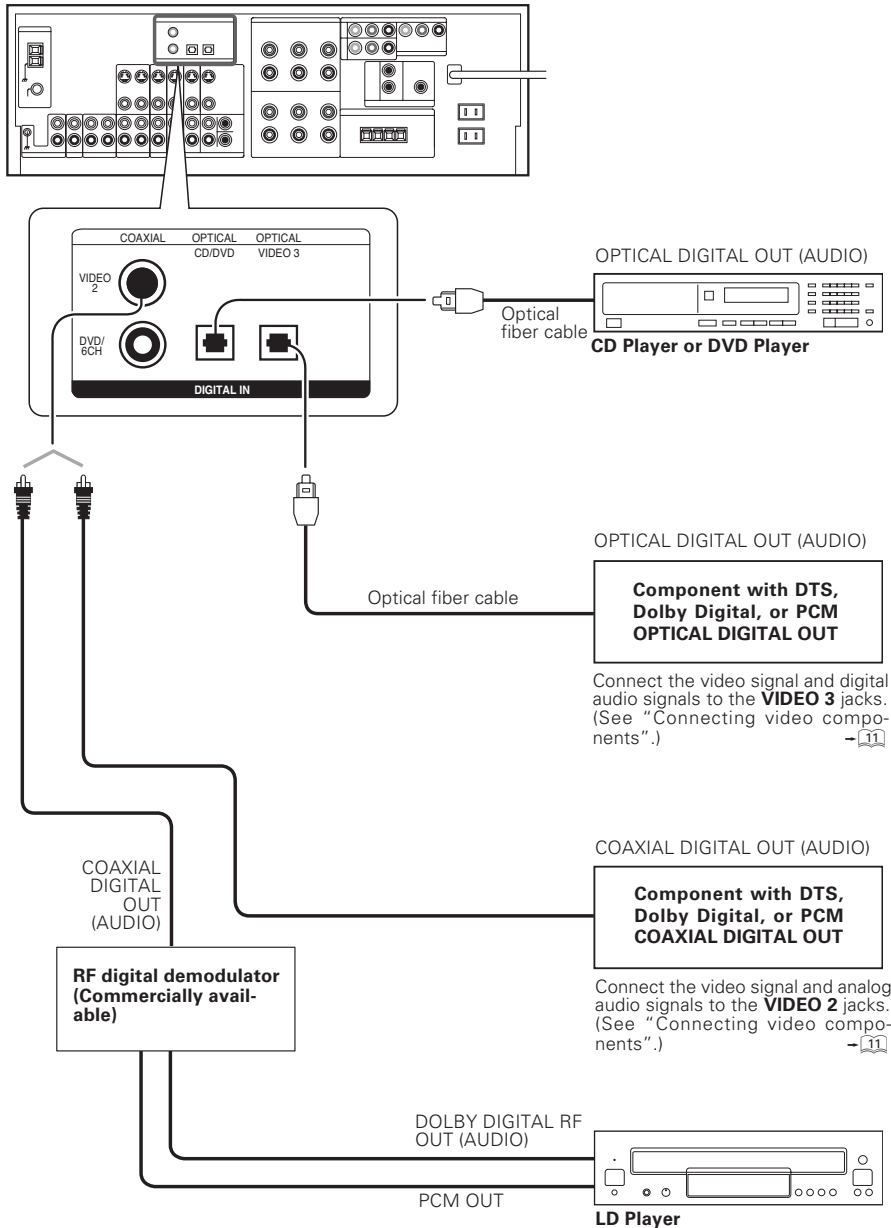 COAXIAL OPTICAL OPTICAL
CD/DVD VIDEO 3
VIDEO
2
DVD/
6CH
DIGITAL IN
OPTICAL DIGITAL OUT (AUDIO)
Optical
fiber cable
CD Player or DVD Player
OPTICAL DIGITAL OUT (AUDIO)
Optical fiber cable
Component with DTS,
Dolby Digital, or PCM
OPTICAL DIGITAL OUT
Connect the video signal and digital
audio signals to the VIDEO 3 jacks.
(See “Connecting video compo-
nents”.) →11
COAXIAL DIGITAL OUT (AUDIO)
COAXIAL
DIGITAL
OUT
(AUDIO)
Component with DTS,
Dolby Digital, or PCM
COAXIAL DIGITAL OUT
RF digital demodulator
(Commercially avail-
able)
Connect the video signal and analog
audio signals to the VIDEO 2 jacks.
(See “Connecting video compo-
nents”.) →11
DOLBY DIGITAL RF
OUT (AUDIO)
PCM OUT
LD Player